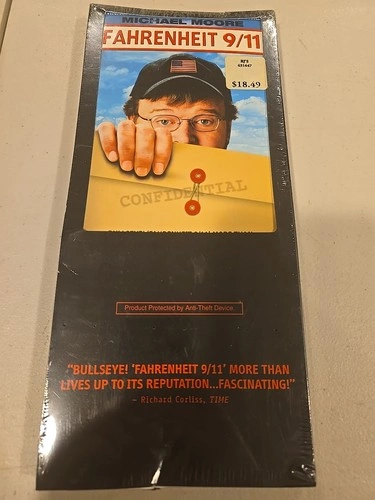 MICHAEL MOORE
FAHRENHEIT 9/11
RFS
$18.49
CONFIDENTIAL
Product Protected by Anti-Theft Device.
"BULLSEYE! 'FAHRENHEIT 9/11' MORE THAN
LIVES UP TO ITS REPUTATION...FASCINATING!"
– Richard Corliss, TIME